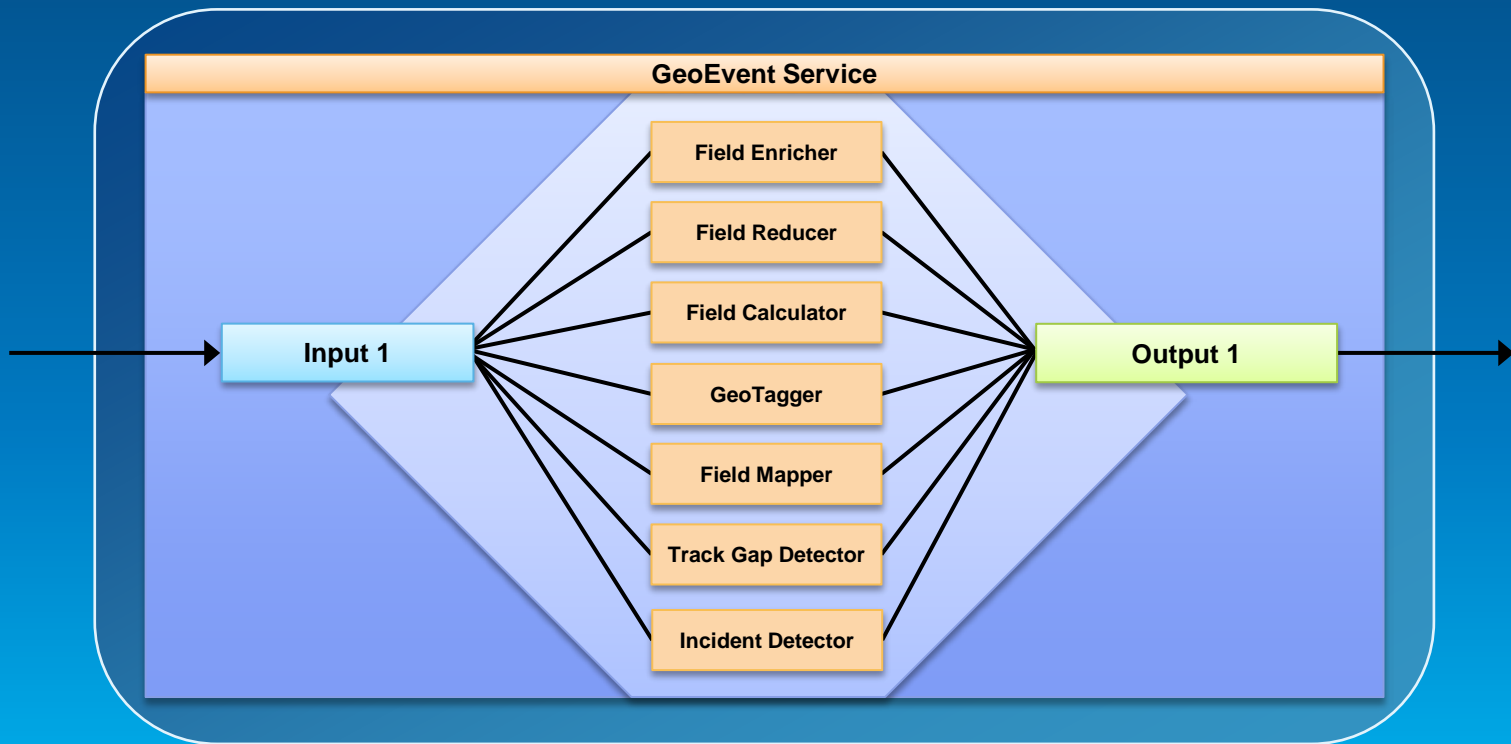 GeoEvent Service
Field Enricher
Field Reducer
Field Calculator
Input 1
Output 1
GeoTagger
Field Mapper
Track Gap Detector
Incident Detector